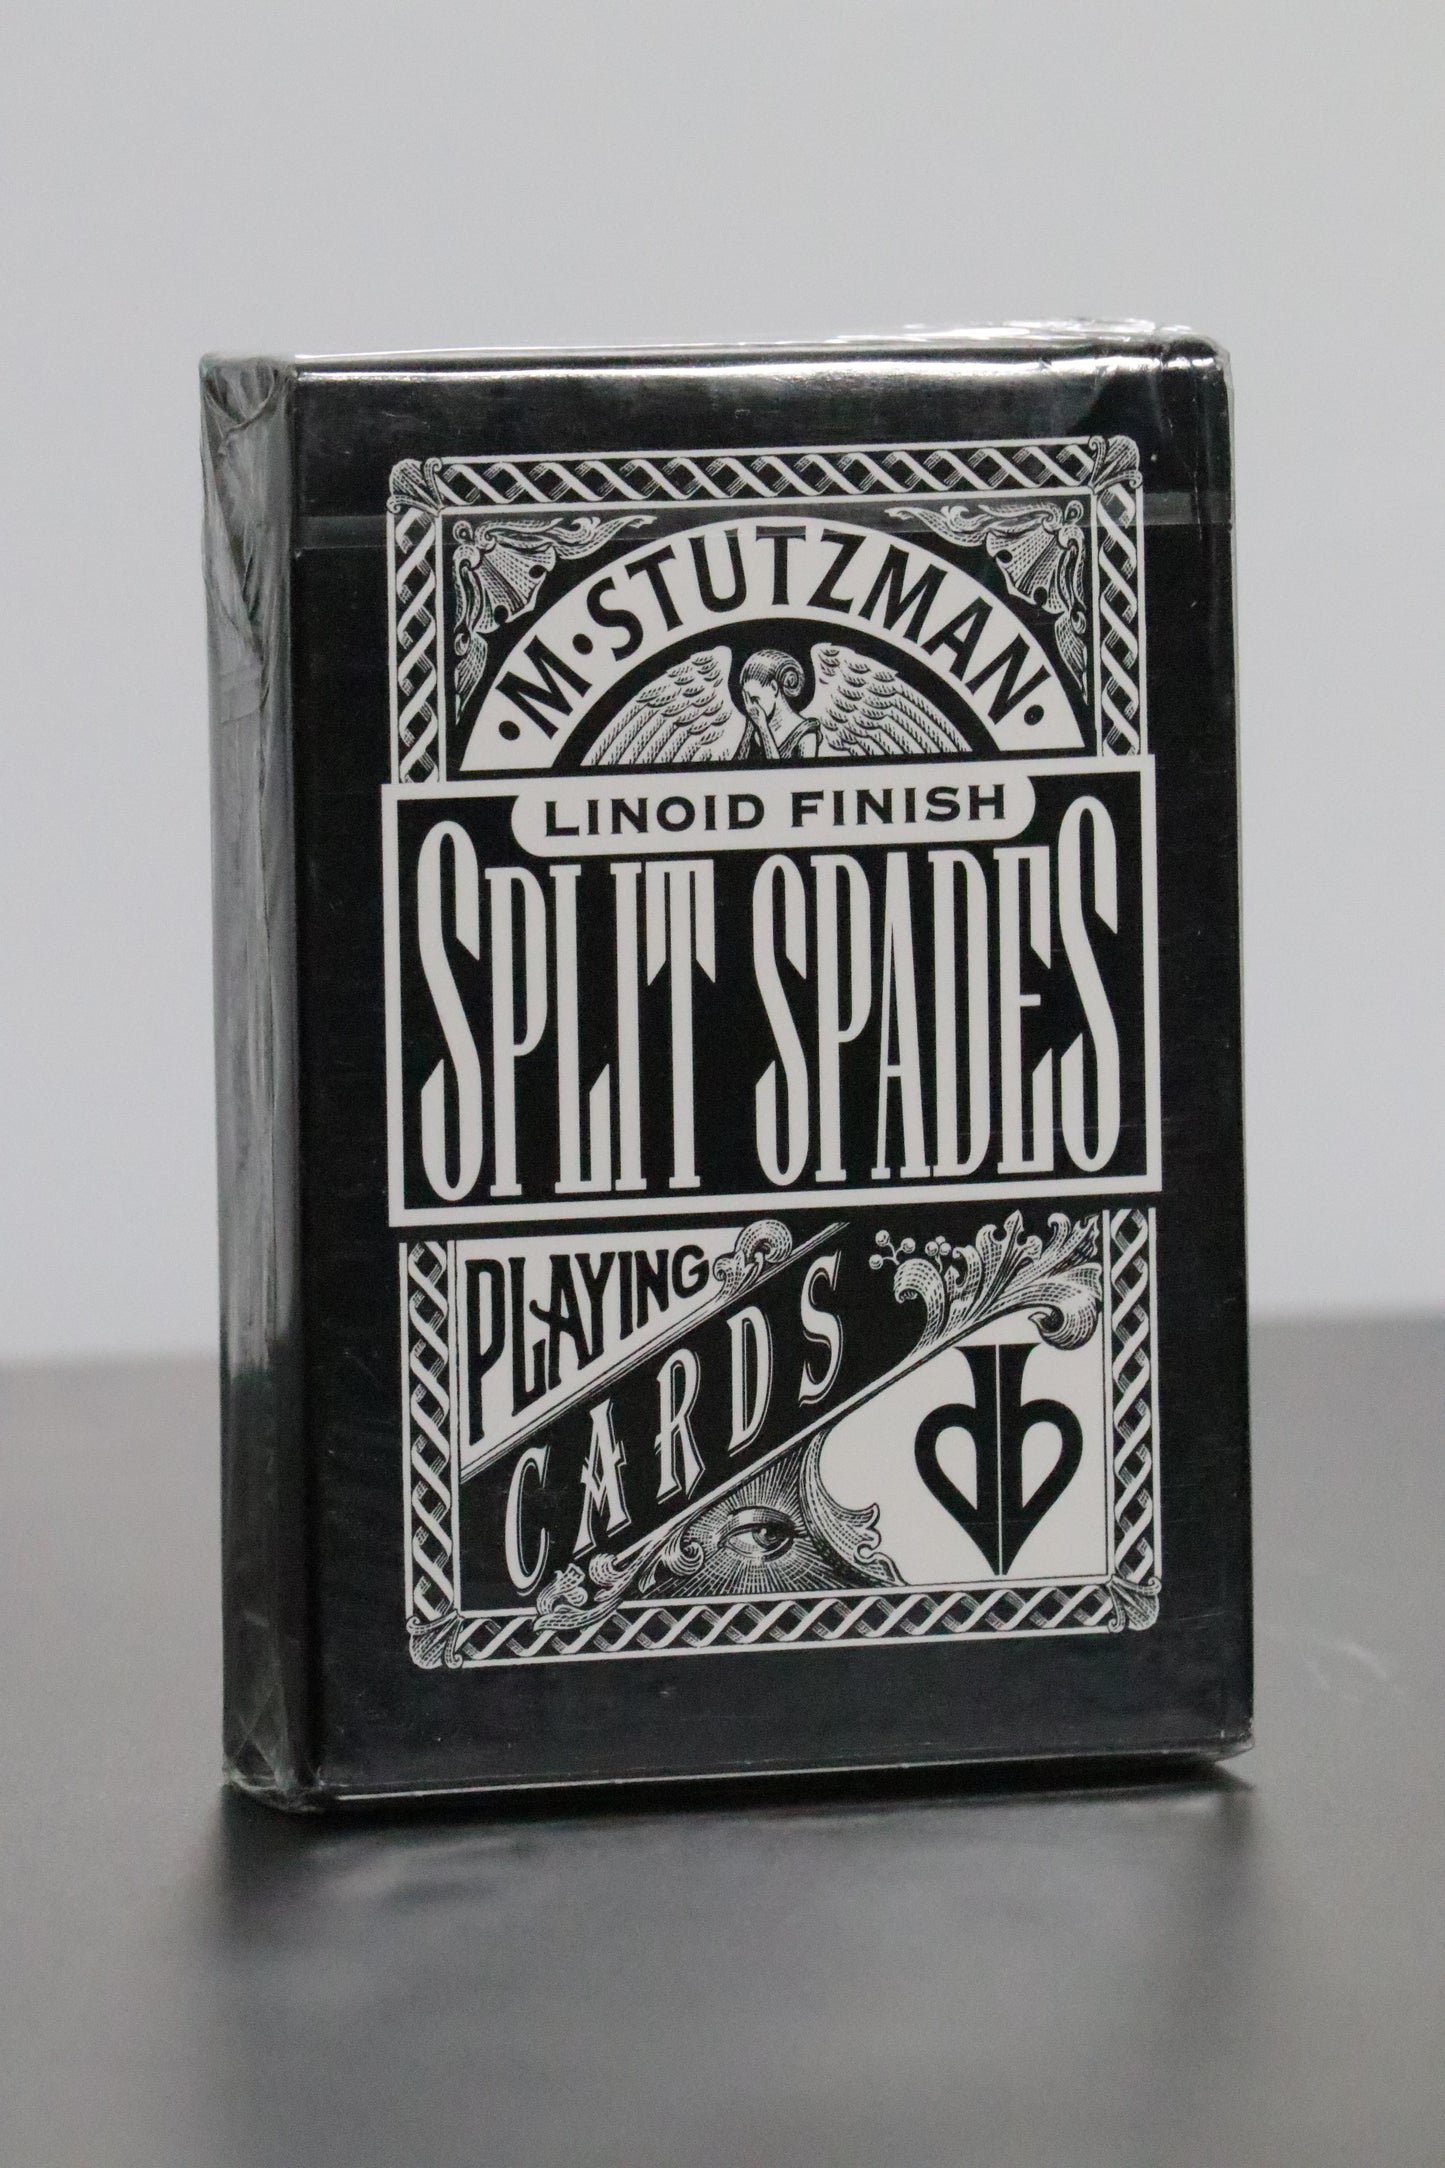 • M • STUTZMAN •
LINOID FINISH
SPLIT SPADES
PLAYING
CARDS